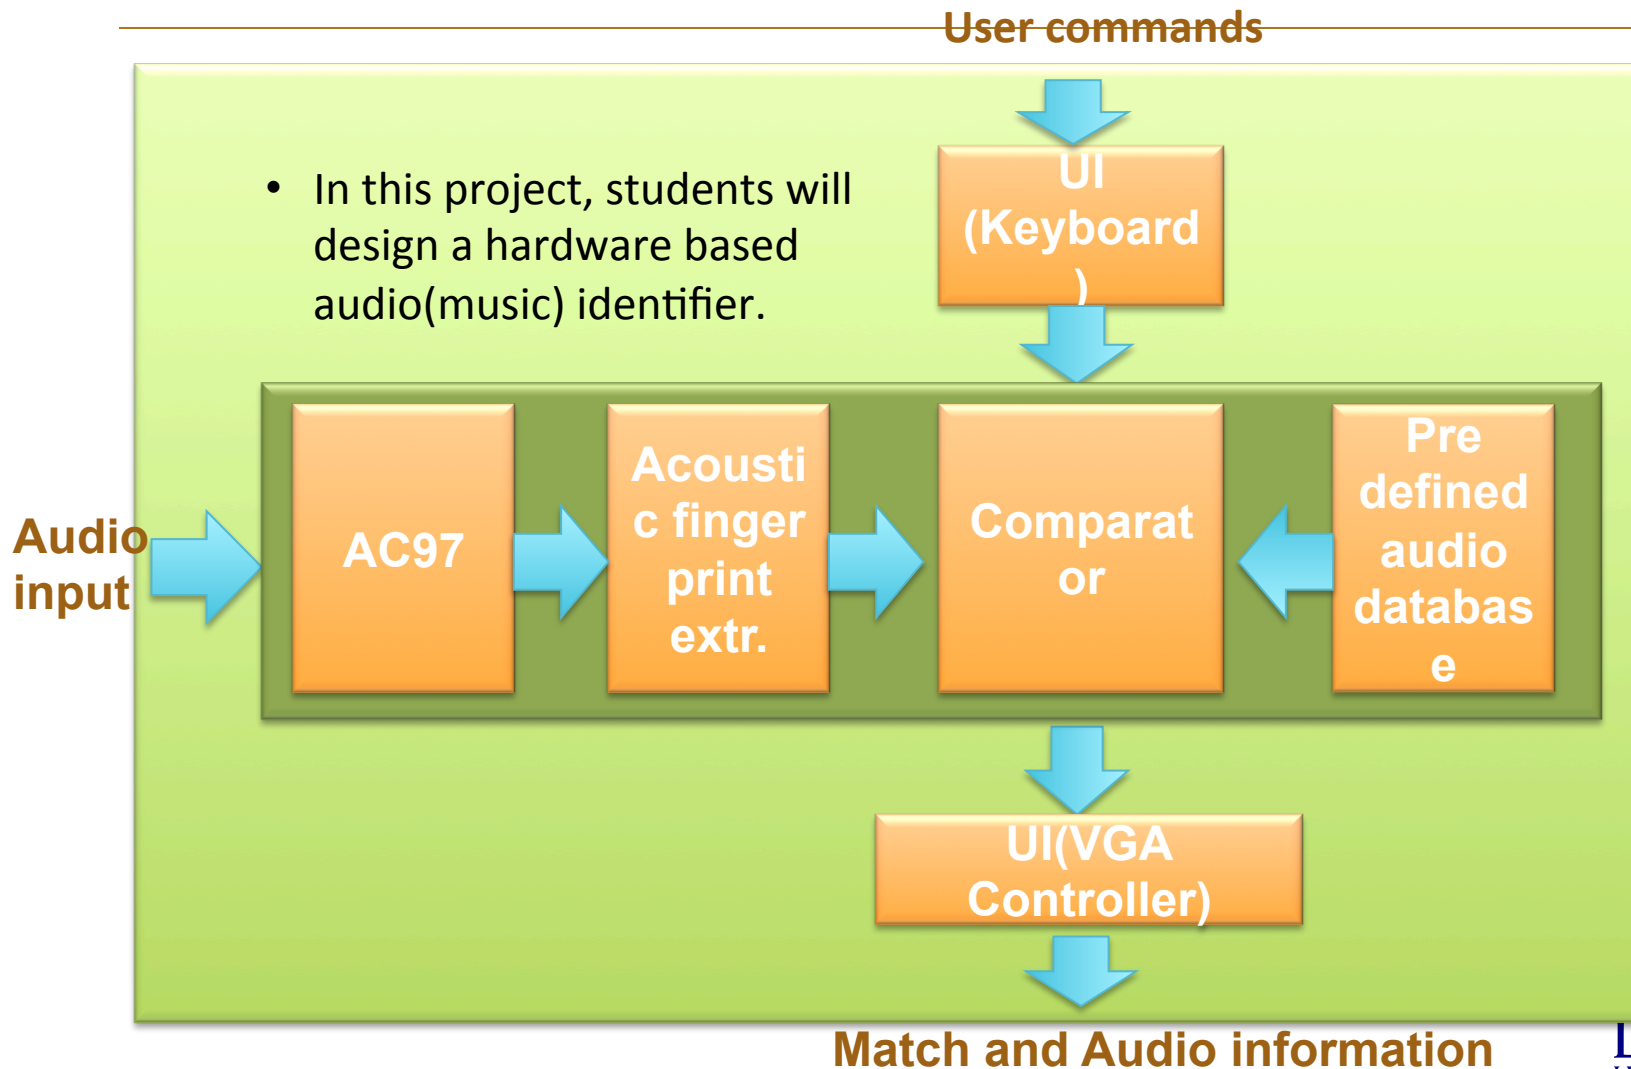 User commands
• In this project, students will
design a hardware based
audio(music) identifier.
UI
(Keyboard
)
Audio
input
AC97
Acousti
c finger
print
extr.
Comparat
or
Pre
defined
audio
databas
e
UI(VGA
Controller)
Match and Audio information